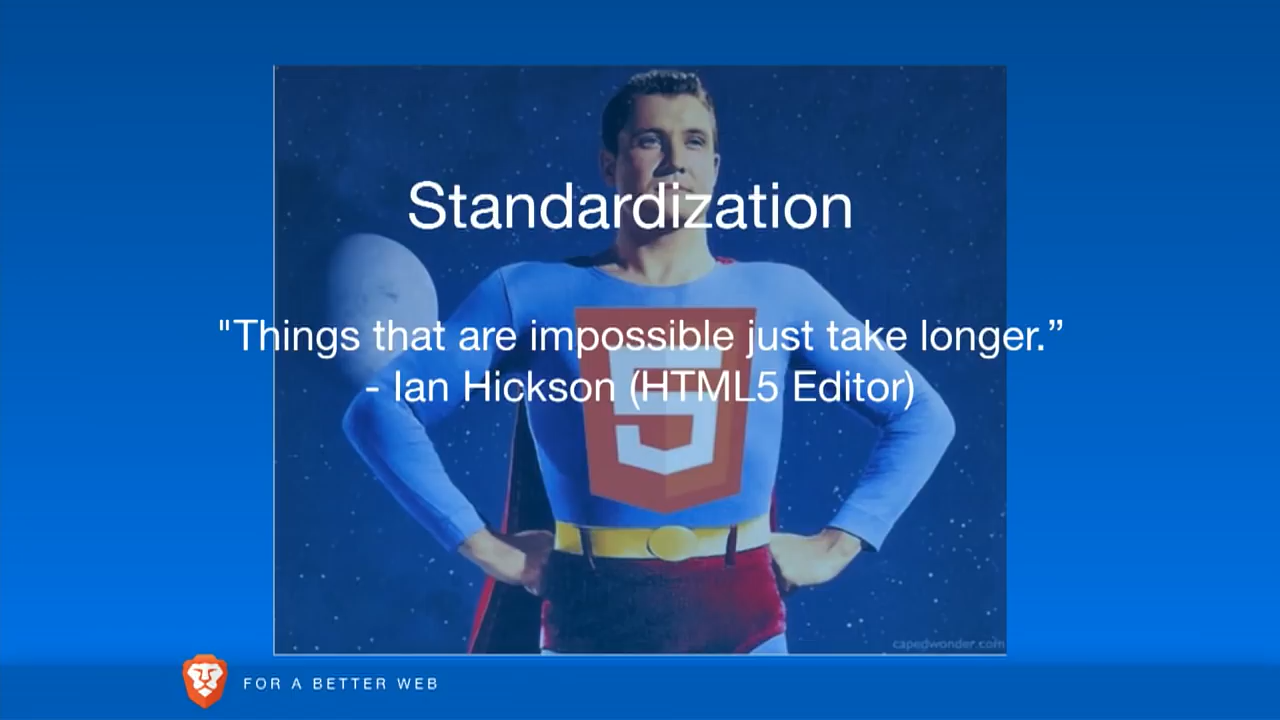 Standardization
"Things that are impossible just take longer.”
- Ian Hickson (HTML5 Editor)
5
capedwonder.com
FOR A BETTER WEB